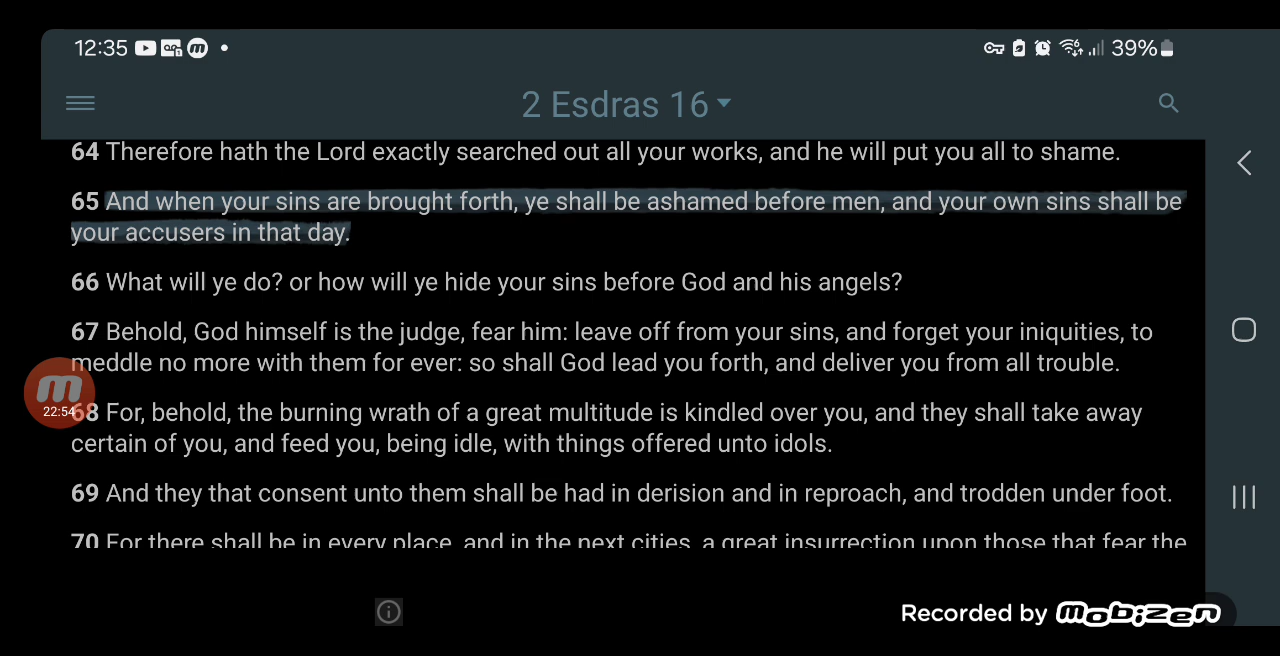 12:35
39%
2 Esdras 16
64 Therefore hath the Lord exactly searched out all your works, and he will put you all to shame.
65 And when your sins are brought forth, ye shall be ashamed before men, and your own sins shall be
your accusers in that day.
66 What will ye do? or how will ye hide your sins before God and his angels?
67 Behold, God himself is the judge, fear him: leave off from your sins, and forget your iniquities, to
meddle no more with them for ever: so shall God lead you forth, and deliver you from all trouble.
22:54
68 For, behold, the burning wrath of a great multitude is kindled over you, and they shall take away
certain of you, and feed you, being idle, with things offered unto idols.
69 And they that consent unto them shall be had in derision and in reproach, and trodden under foot.
70 For there shall be in every place, and in the next cities, a great insurrection upon those that fear the
Recorded by Mobizen